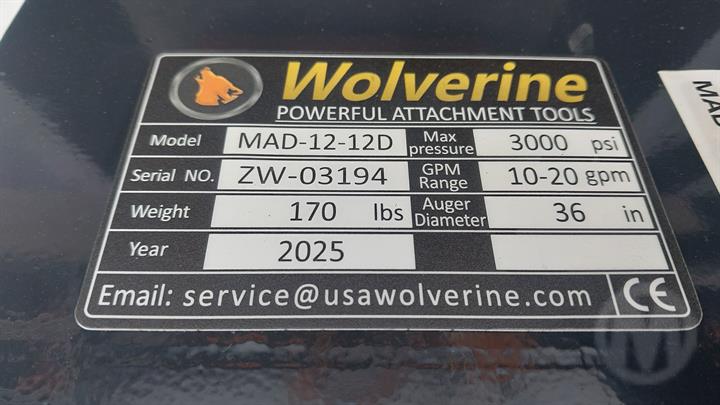 Wolverine
POWERFUL ATTACHMENT TOOLS
Model MAD-12-12D Max pressure 3000 psi
Serial NO. ZW-03194 GPM Range 10-20 gpm
Weight 170 lbs Auger Diameter 36 in
Year 2025
Email: service@usawolverine.com CE
MAD